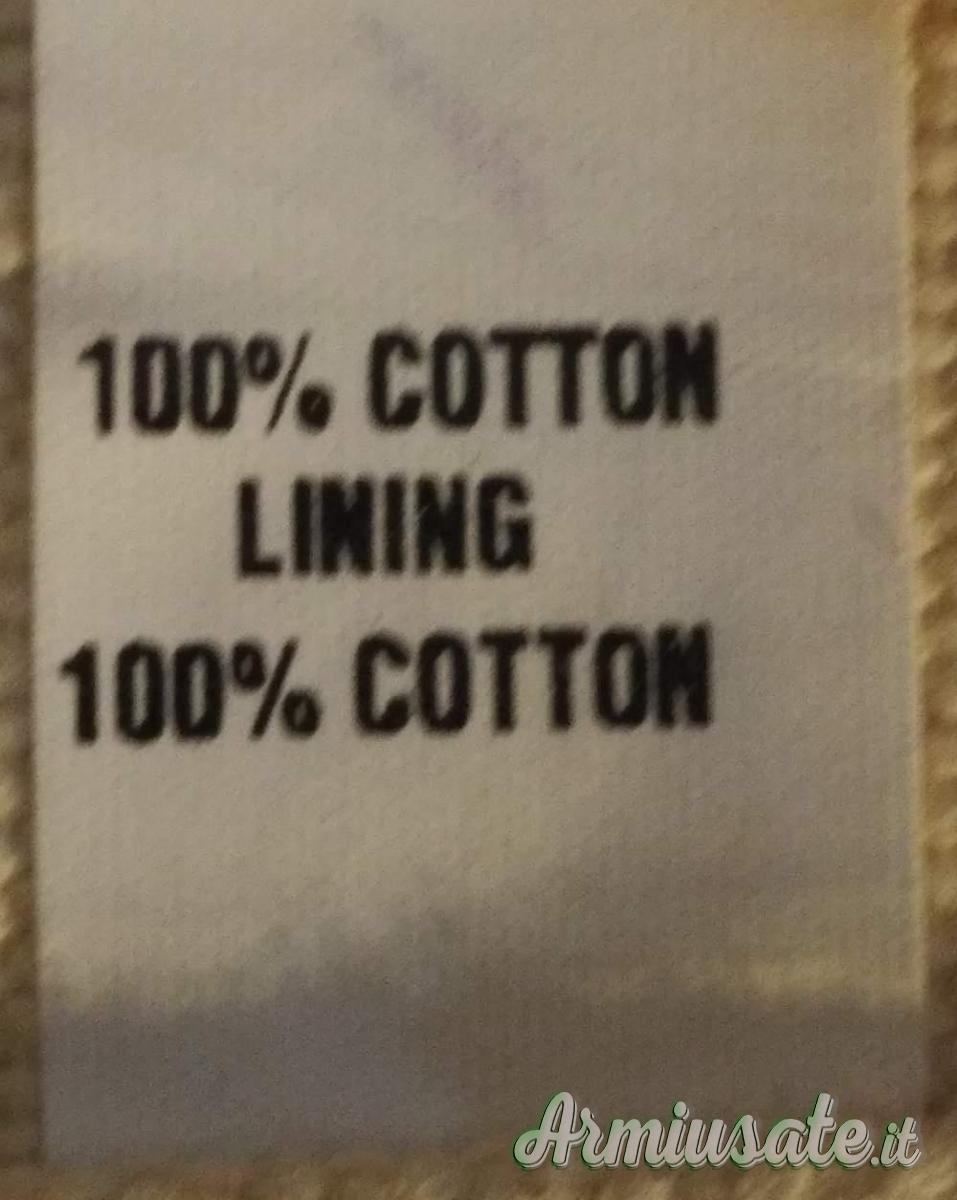 100% COTTON
LINING
100% COTTON
Armiusate.it